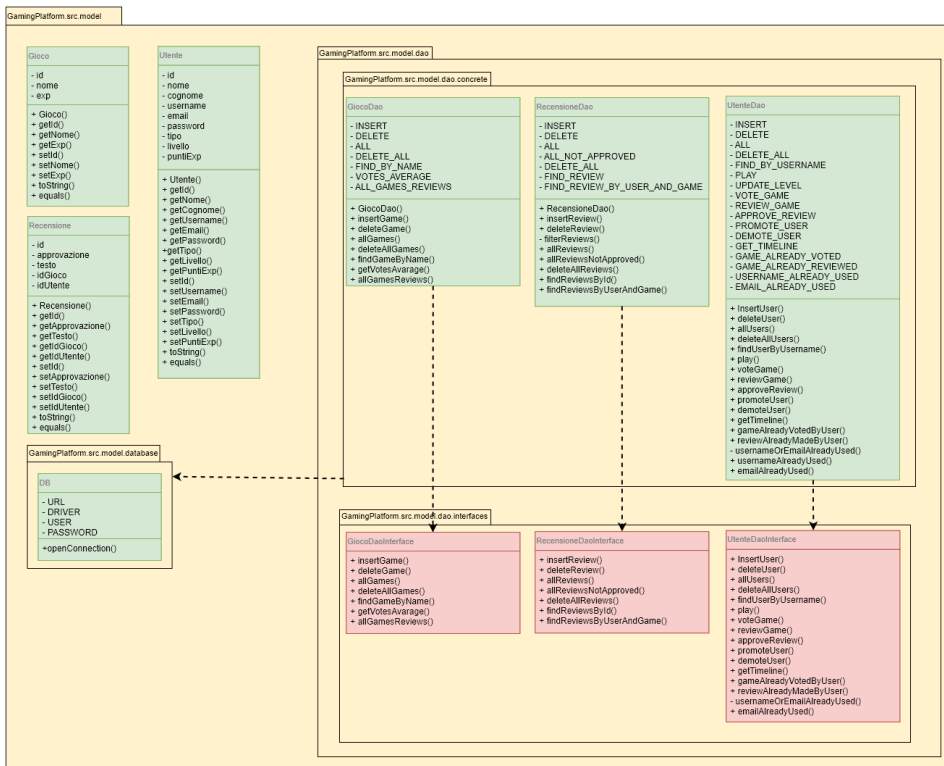 GamingPlatform.src.model
Gioco
- id
- nome
- exp
+ Gioco()
+ getId()
+ getNome()
+ getExp()
+ setId()
+ setNome()
+ setExp()
+ toString()
+ equals()
Recensione
- id
- approvazione
- testo
- idGioco
- idUtente
+ Recensione()
+ getId()
+ getApprovazione()
+ getTesto()
+ getIdGioco()
+ getIdUtente()
+ setId()
+ setApprovazione()
+ setTesto()
+ setIdGioco()
+ setIdUtente()
+ toString()
+ equals()
Utente
- id
- nome
- cognome
- username
- email
- password
- tipo
- livello
- puntiExp
+ Utente()
+ getId()
+ getNome()
+ getCognome()
+ getUsername()
+ getEmail()
+ getPassword()
+getTipo()
+ getLivello()
+ getPuntiExp()
+ setId()
+ setUsername()
+ setEmail()
+ setPassword()
+ setTipo()
+ setLivello()
+ setPuntiExp()
+ toString()
+ equals()
GamingPlatform.src.model.database
DB
- URL
- DRIVER
- USER
- PASSWORD
+openConnection()
GamingPlatform.src.model.dao
GamingPlatform.src.model.dao.concrete
GiocoDao
- INSERT
- DELETE
- ALL
- DELETE_ALL
- FIND_BY_NAME
- VOTES_AVERAGE
- ALL_GAMES_REVIEWS
+ GiocoDao()
+ insertGame()
+ deleteGame()
+ allGames()
+ deleteAllGames()
+ findGameByName()
+ getVotesAvarage()
+ allGamesReviews()
RecensioneDao
- INSERT
- DELETE
- ALL
- ALL_NOT_APPROVED
- DELETE_ALL
- FIND_REVIEW
- FIND_REVIEW_BY_USER_AND_GAME
+ RecensioneDao()
+ insertReview()
+ deleteReview()
- filterReviews()
+ allReviews()
+ allReviewsNotApproved()
+ deleteAllReviews()
+ findReviewsById()
+ findReviewsByUserAndGame()
UtenteDao
- INSERT
- DELETE
- ALL
- DELETE_ALL
- FIND_BY_USERNAME
- PLAY
- UPDATE_LEVEL
- VOTE_GAME
- REVIEW_GAME
- APPROVE_REVIEW
- PROMOTE_USER
- DEMOTE_USER
- GET_TIMELINE
- GAME_ALREADY_VOTED
- GAME_ALREADY_REVIEWED
- USERNAME_ALREADY_USED
- EMAIL_ALREADY_USED
+ InsertUser()
+ deleteUser()
+ allUsers()
+ deleteAllUsers()
+ findUserByUsername()
+ play()
+ voteGame()
+ reviewGame()
+ approveReview()
+ promoteUser()
+ demoteUser()
+ getTimeline()
+ gameAlreadyVotedByUser()
+ reviewAlreadyMadeByUser()
- usernameOrEmailAlreadyUsed()
+ usernameAlreadyUsed()
+ emailAlreadyUsed()
GamingPlatform.src.model.dao.interfaces
GiocoDaoInterface
+ insertGame()
+ deleteGame()
+ allGames()
+ deleteAllGames()
+ findGameByName()
+ getVotesAvarage()
+ allGamesReviews()
RecensioneDaoInterface
+ insertReview()
+ deleteReview()
+ allReviews()
+ allReviewsNotApproved()
+ deleteAllReviews()
+ findReviewsById()
+ findReviewsByUserAndGame()
UtenteDaoInterface
+ InsertUser()
+ deleteUser()
+ allUsers()
+ deleteAllUsers()
+ findUserByUsername()
+ play()
+ voteGame()
+ reviewGame()
+ approveReview()
+ promoteUser()
+ demoteUser()
+ getTimeline()
+ gameAlreadyVotedByUser()
+ reviewAlreadyMadeByUser()
- usernameOrEmailAlreadyUsed()
+ emailAlreadyUsed()